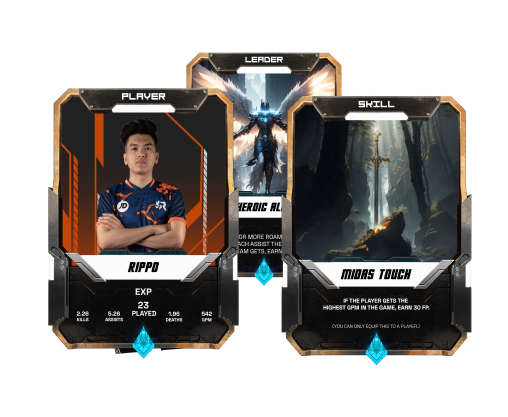 LEADER
PLAYER
SKILL
HEROIC AL
OR MORE ROAM
ACH ASSIST THE
EAM GETS, EARN
RIPPO
MIDAS TOUCH
EXP
23
PLAYED
2.26
KILLS
5.26
ASSISTS
1.96
DEATHS
542
GPM
IF THE PLAYER GETS THE
HIGHEST GPM IN THE GAME, EARN 30 FP.
(YOU CAN ONLY EQUIP THIS TO A PLAYER.)